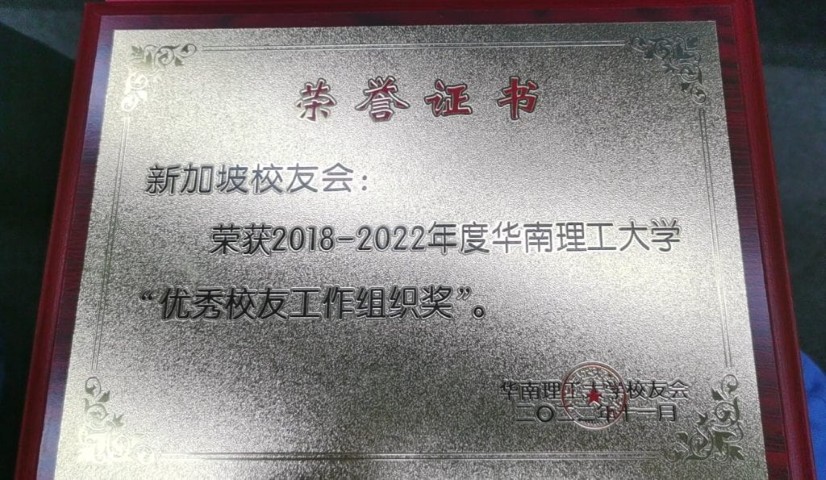 荣誉证书
新加坡校友会：
荣获2018-2022年度华南理工大学
“优秀校友工作组织奖”。
华南理工大学校友会
二〇二二年十一月